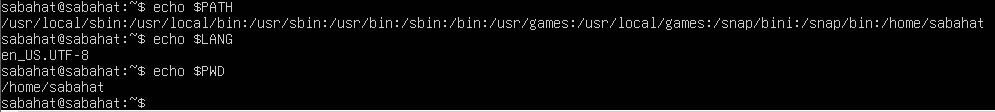 sabahat@sabahat:~$ echo $PATH
/usr/local/sbin:/usr/local/bin:/usr/sbin:/usr/bin:/sbin:/bin:/usr/games:/usr/local/games:/snap/bini:/snap/bin:/home/sabahat
sabahat@sabahat:~$ echo $LANG
en_US.UTF-8
sabahat@sabahat:~$ echo $PWD
/home/sabahat
sabahat@sabahat:~$